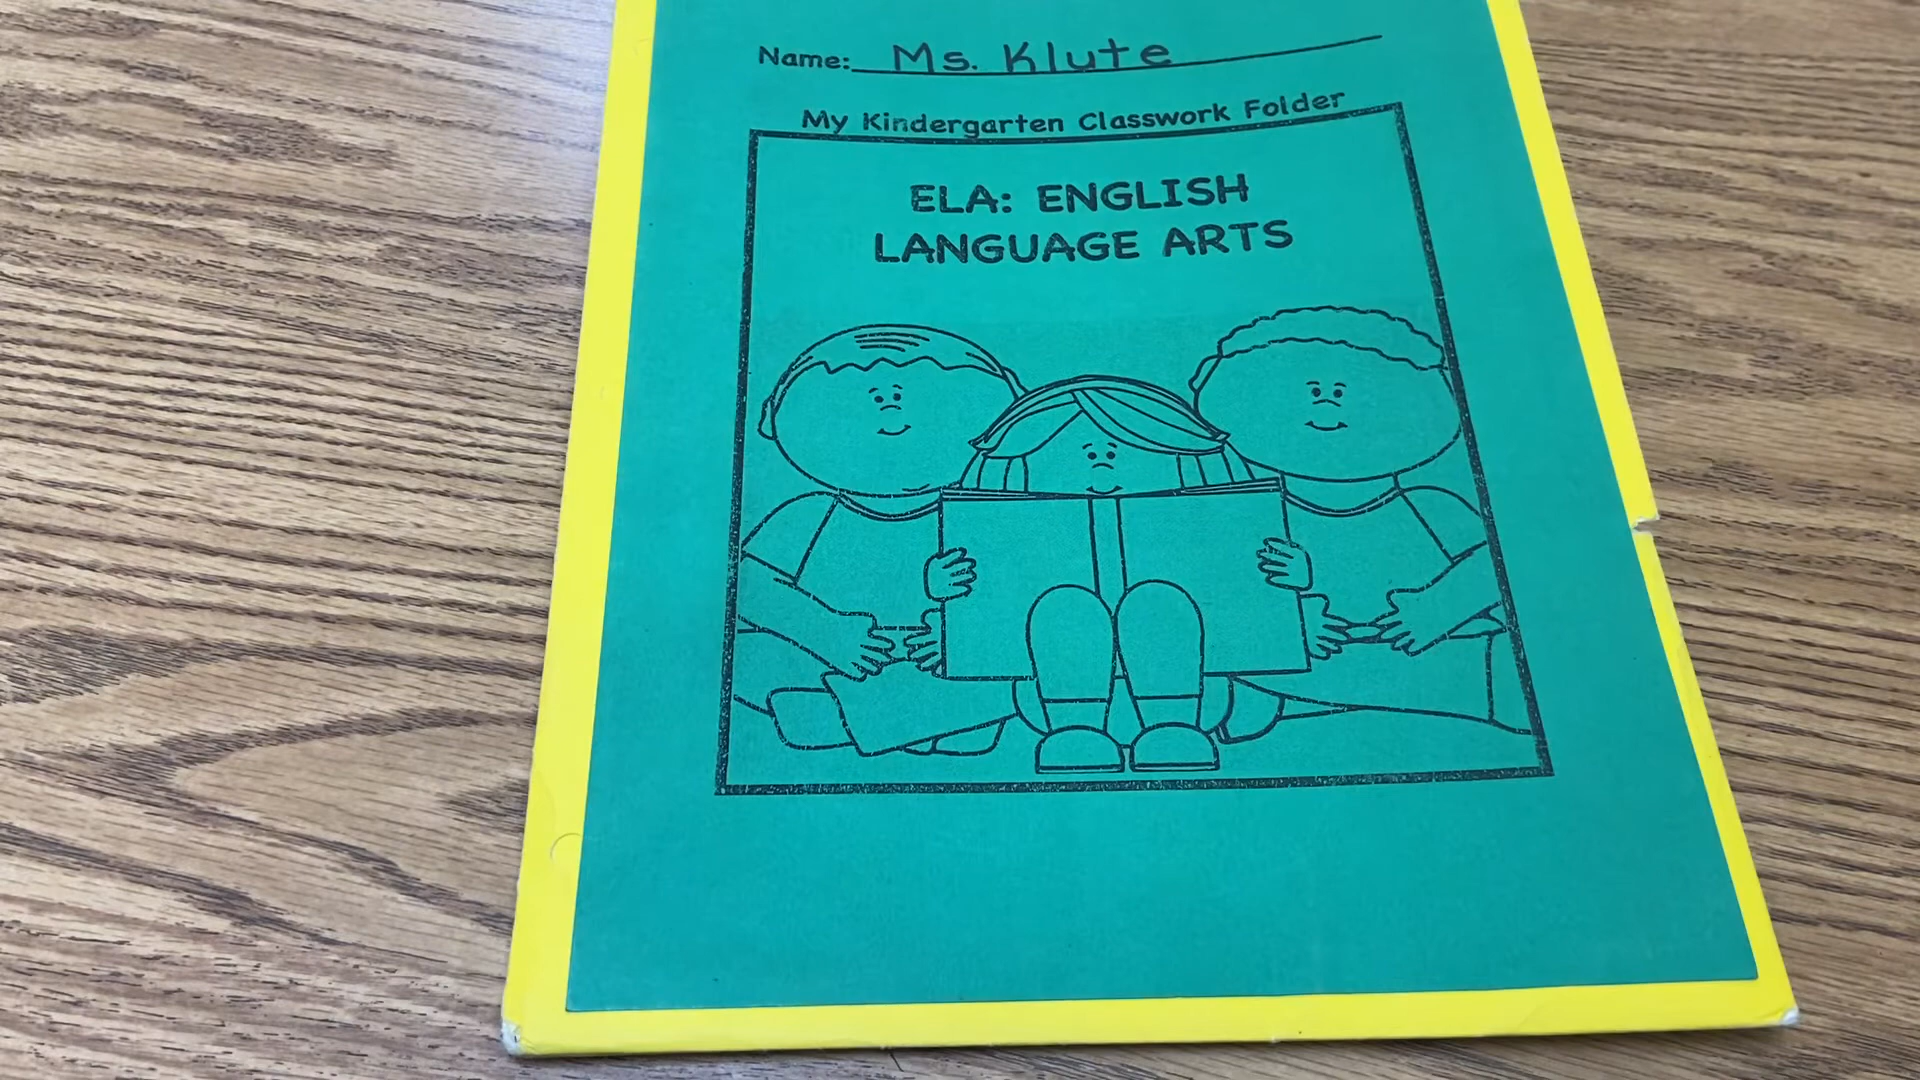 Name: Ms. Klute
My Kindergarten Classwork Folder
ELA: ENGLISH
LANGUAGE ARTS